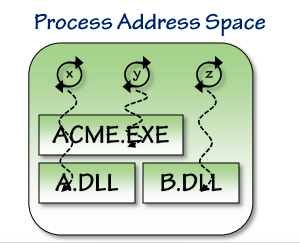 Process Address Space
x y z
ACME.EXE
A.DLL B.DLL